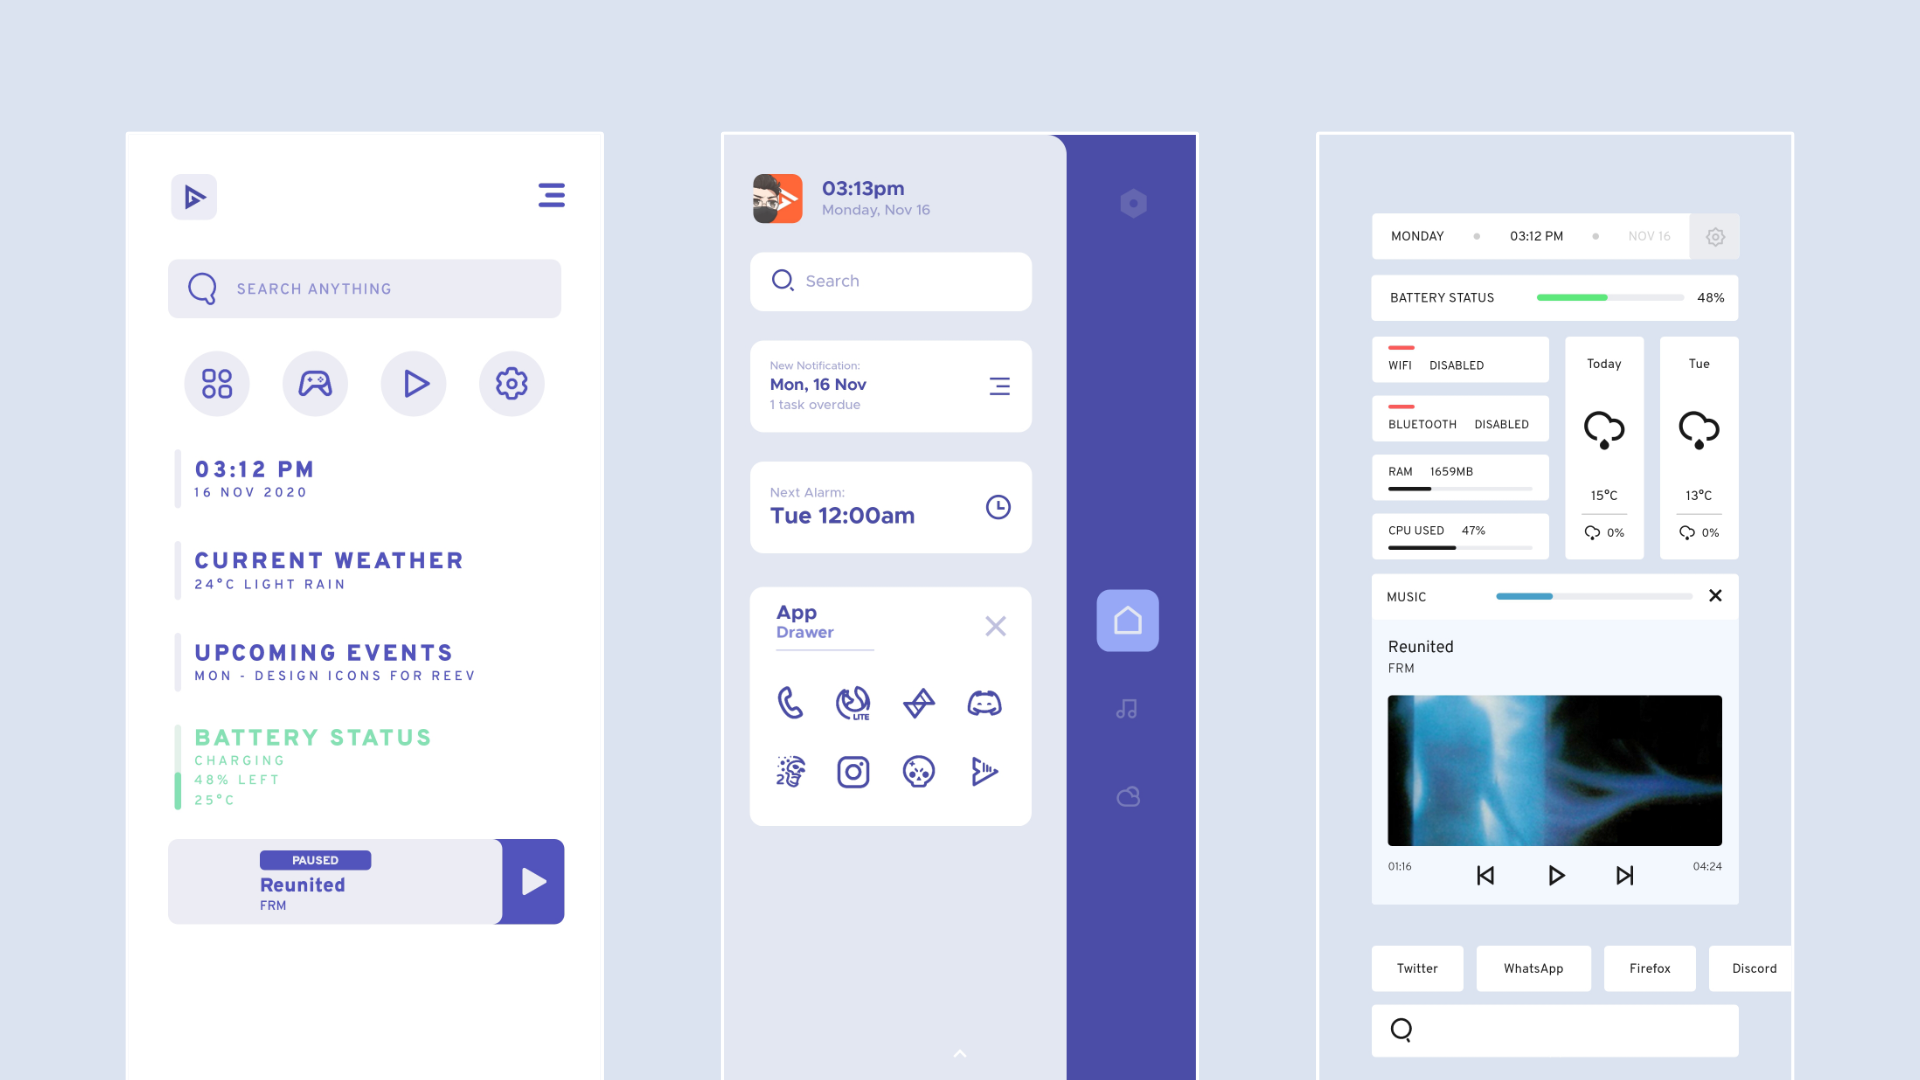 SEARCH ANYTHING
03:12 PM
16 NOV 2020
CURRENT WEATHER
24°C LIGHT RAIN
UPCOMING EVENTS
MON - DESIGN ICONS FOR REEV
BATTERY STATUS
CHARGING
48% LEFT
25°C
PAUSED
Reunited
FRM
03:13pm
Monday, Nov 16
Search
New Notification:
Mon, 16 Nov
1 task overdue
Next Alarm:
Tue 12:00am
App
Drawer
LITE
2
MONDAY 03:12 PM NOV 16
BATTERY STATUS 48%
WIFI DISABLED
BLUETOOTH DISABLED
RAM 1659MB
CPU USED 47%
Today
15°C
0%
Tue
13°C
0%
MUSIC
Reunited
FRM
01:16 04:24
Twitter WhatsApp Firefox Discord